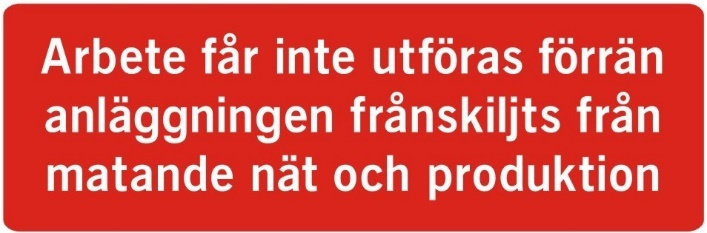 Arbete får inte utföras förrän
anläggningen frånskiljts från
matande nät och produktion